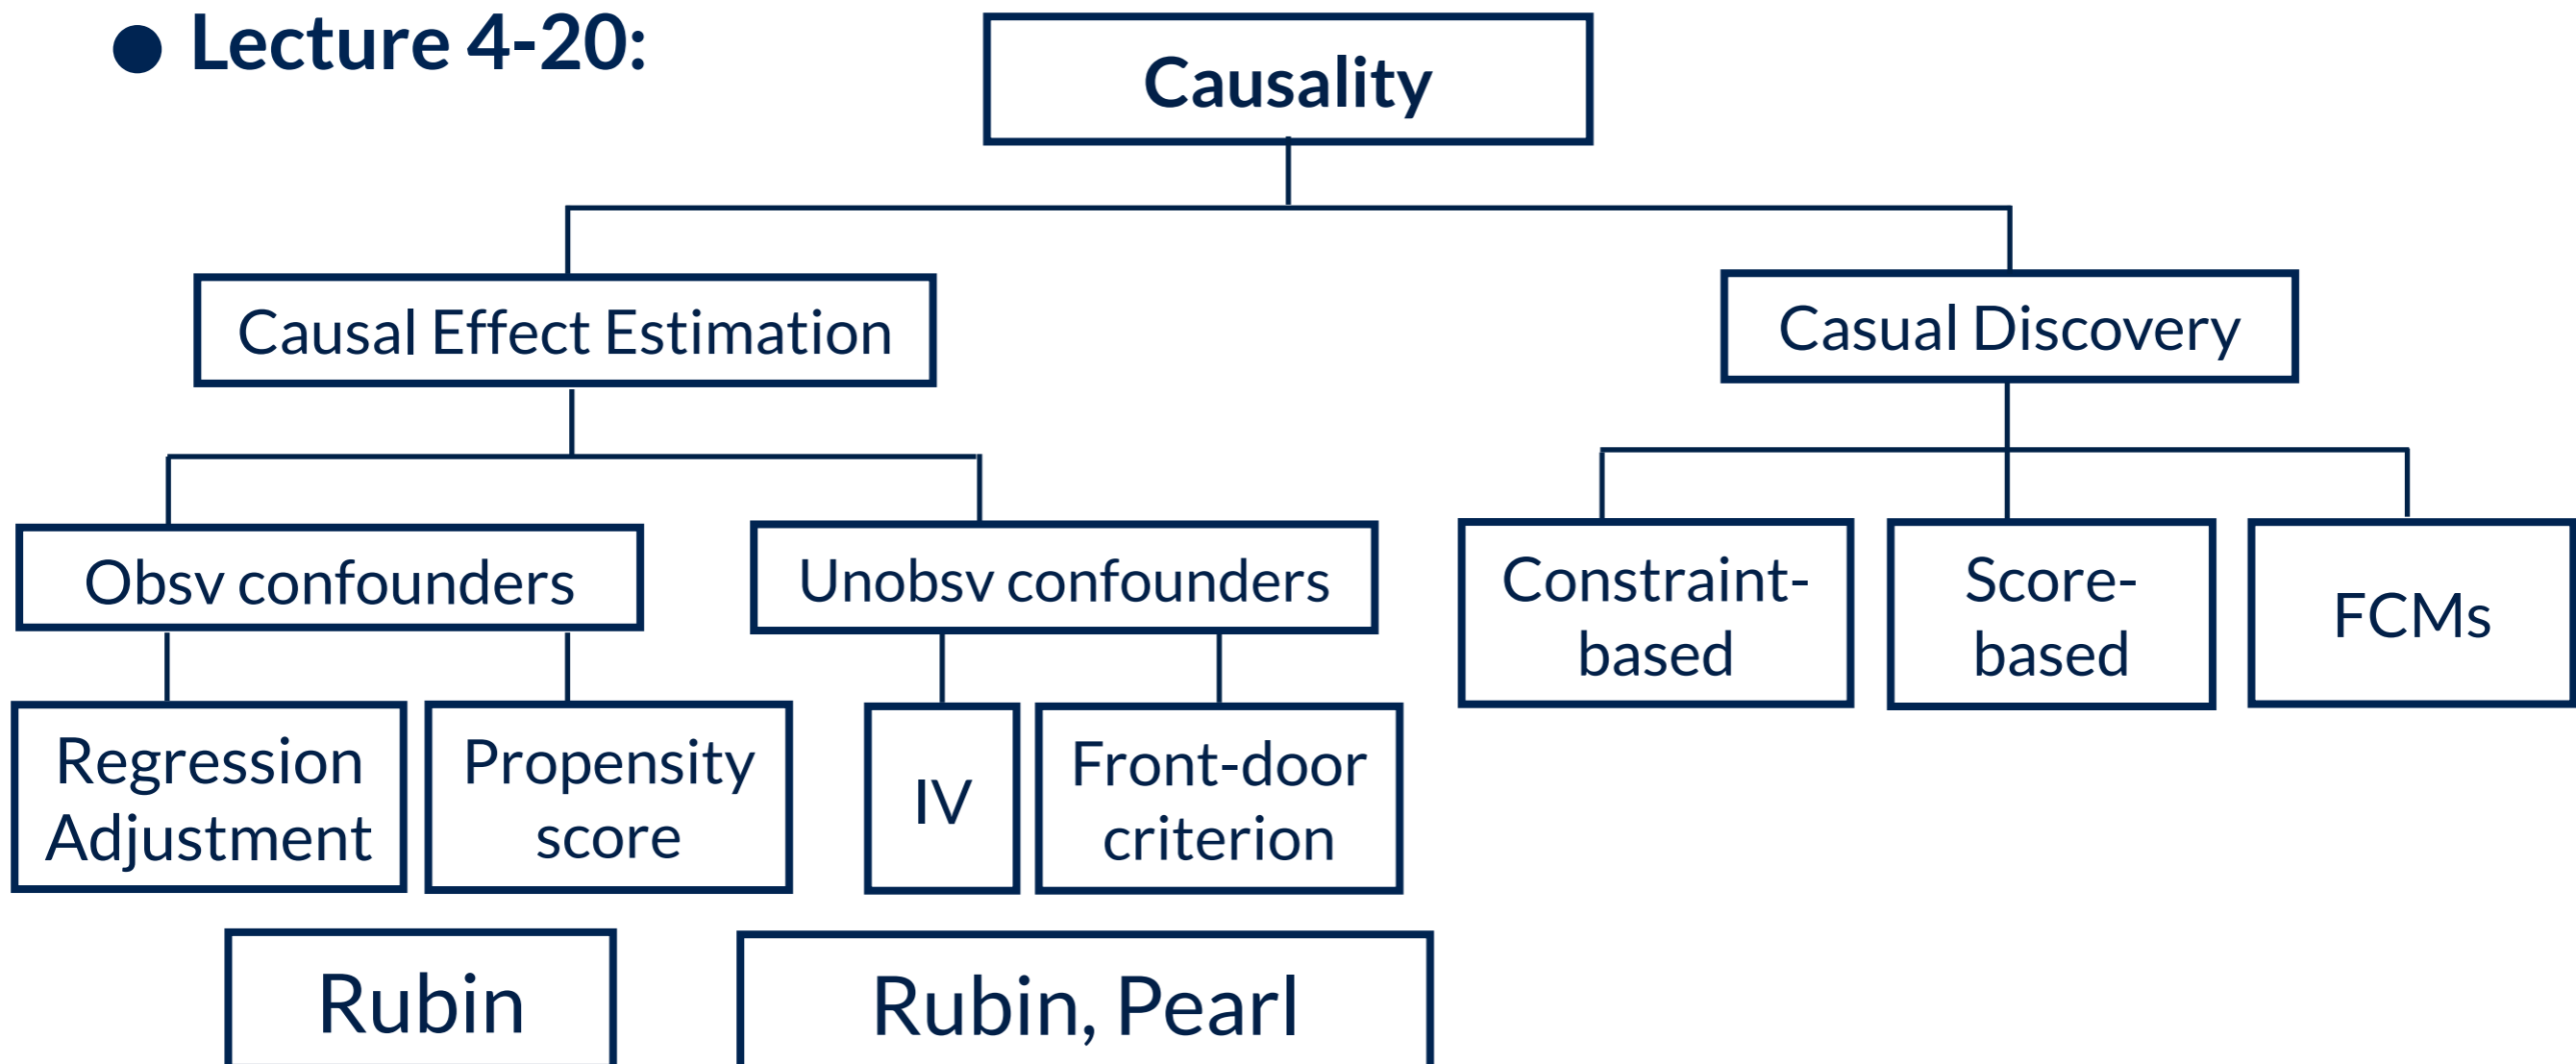 ● Lecture 4-20:
Causality
Causal Effect Estimation
Casual Discovery
Obsv confounders
Unobsv confounders
Constraint-
based
Score-
based
FCMs
Regression
Adjustment
Propensity
score
IV
Front-door
criterion
Rubin
Rubin, Pearl